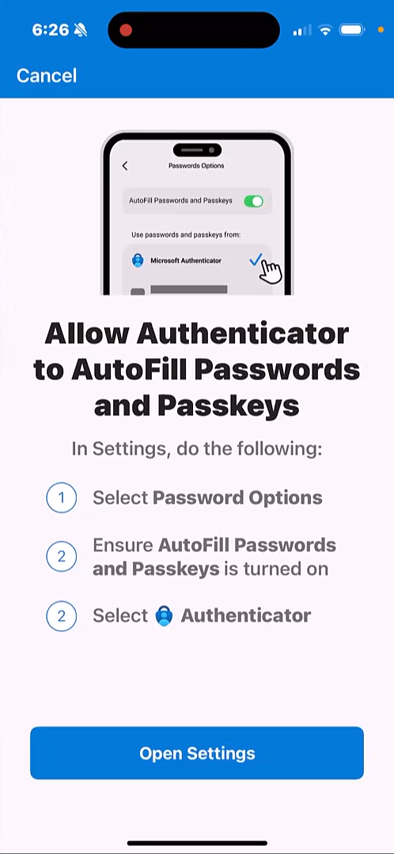 6:26
Cancel
Passwords Options
AutoFill Passwords and Passkeys
Use passwords and passkeys from:
Microsoft Authenticator
Allow Authenticator
to AutoFill Passwords
and Passkeys
In Settings, do the following:
1 Select Password Options
2 Ensure AutoFill Passwords
and Passkeys is turned on
2 Select Authenticator
Open Settings